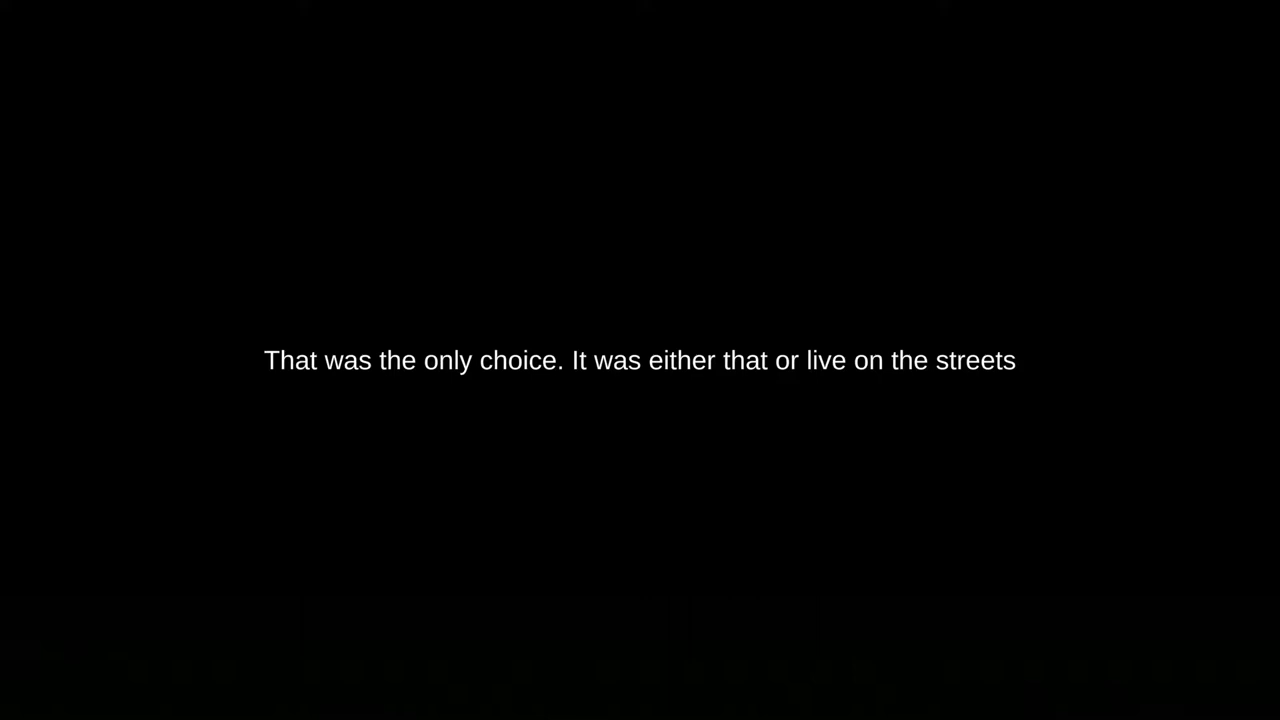 That was the only choice. It was either that or live on the streets